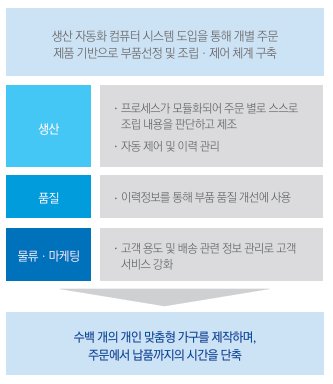 생산 자동화 컴퓨터 시스템 도입을 통해 개별 주문
제품 기반으로 부품선정 및 조립 · 제어 체계 구축
생산
· 프로세스가 모듈화되어 주문 별로 스스로
조립 내용을 판단하고 제조
· 자동 제어 및 이력 관리
품질
· 이력정보를 통해 부품 품질 개선에 사용
물류 · 마케팅
· 고객 용도 및 배송 관련 정보 관리로 고객
서비스 강화
수백 개의 개인 맞춤형 가구를 제작하며,
주문에서 납품까지의 시간을 단축